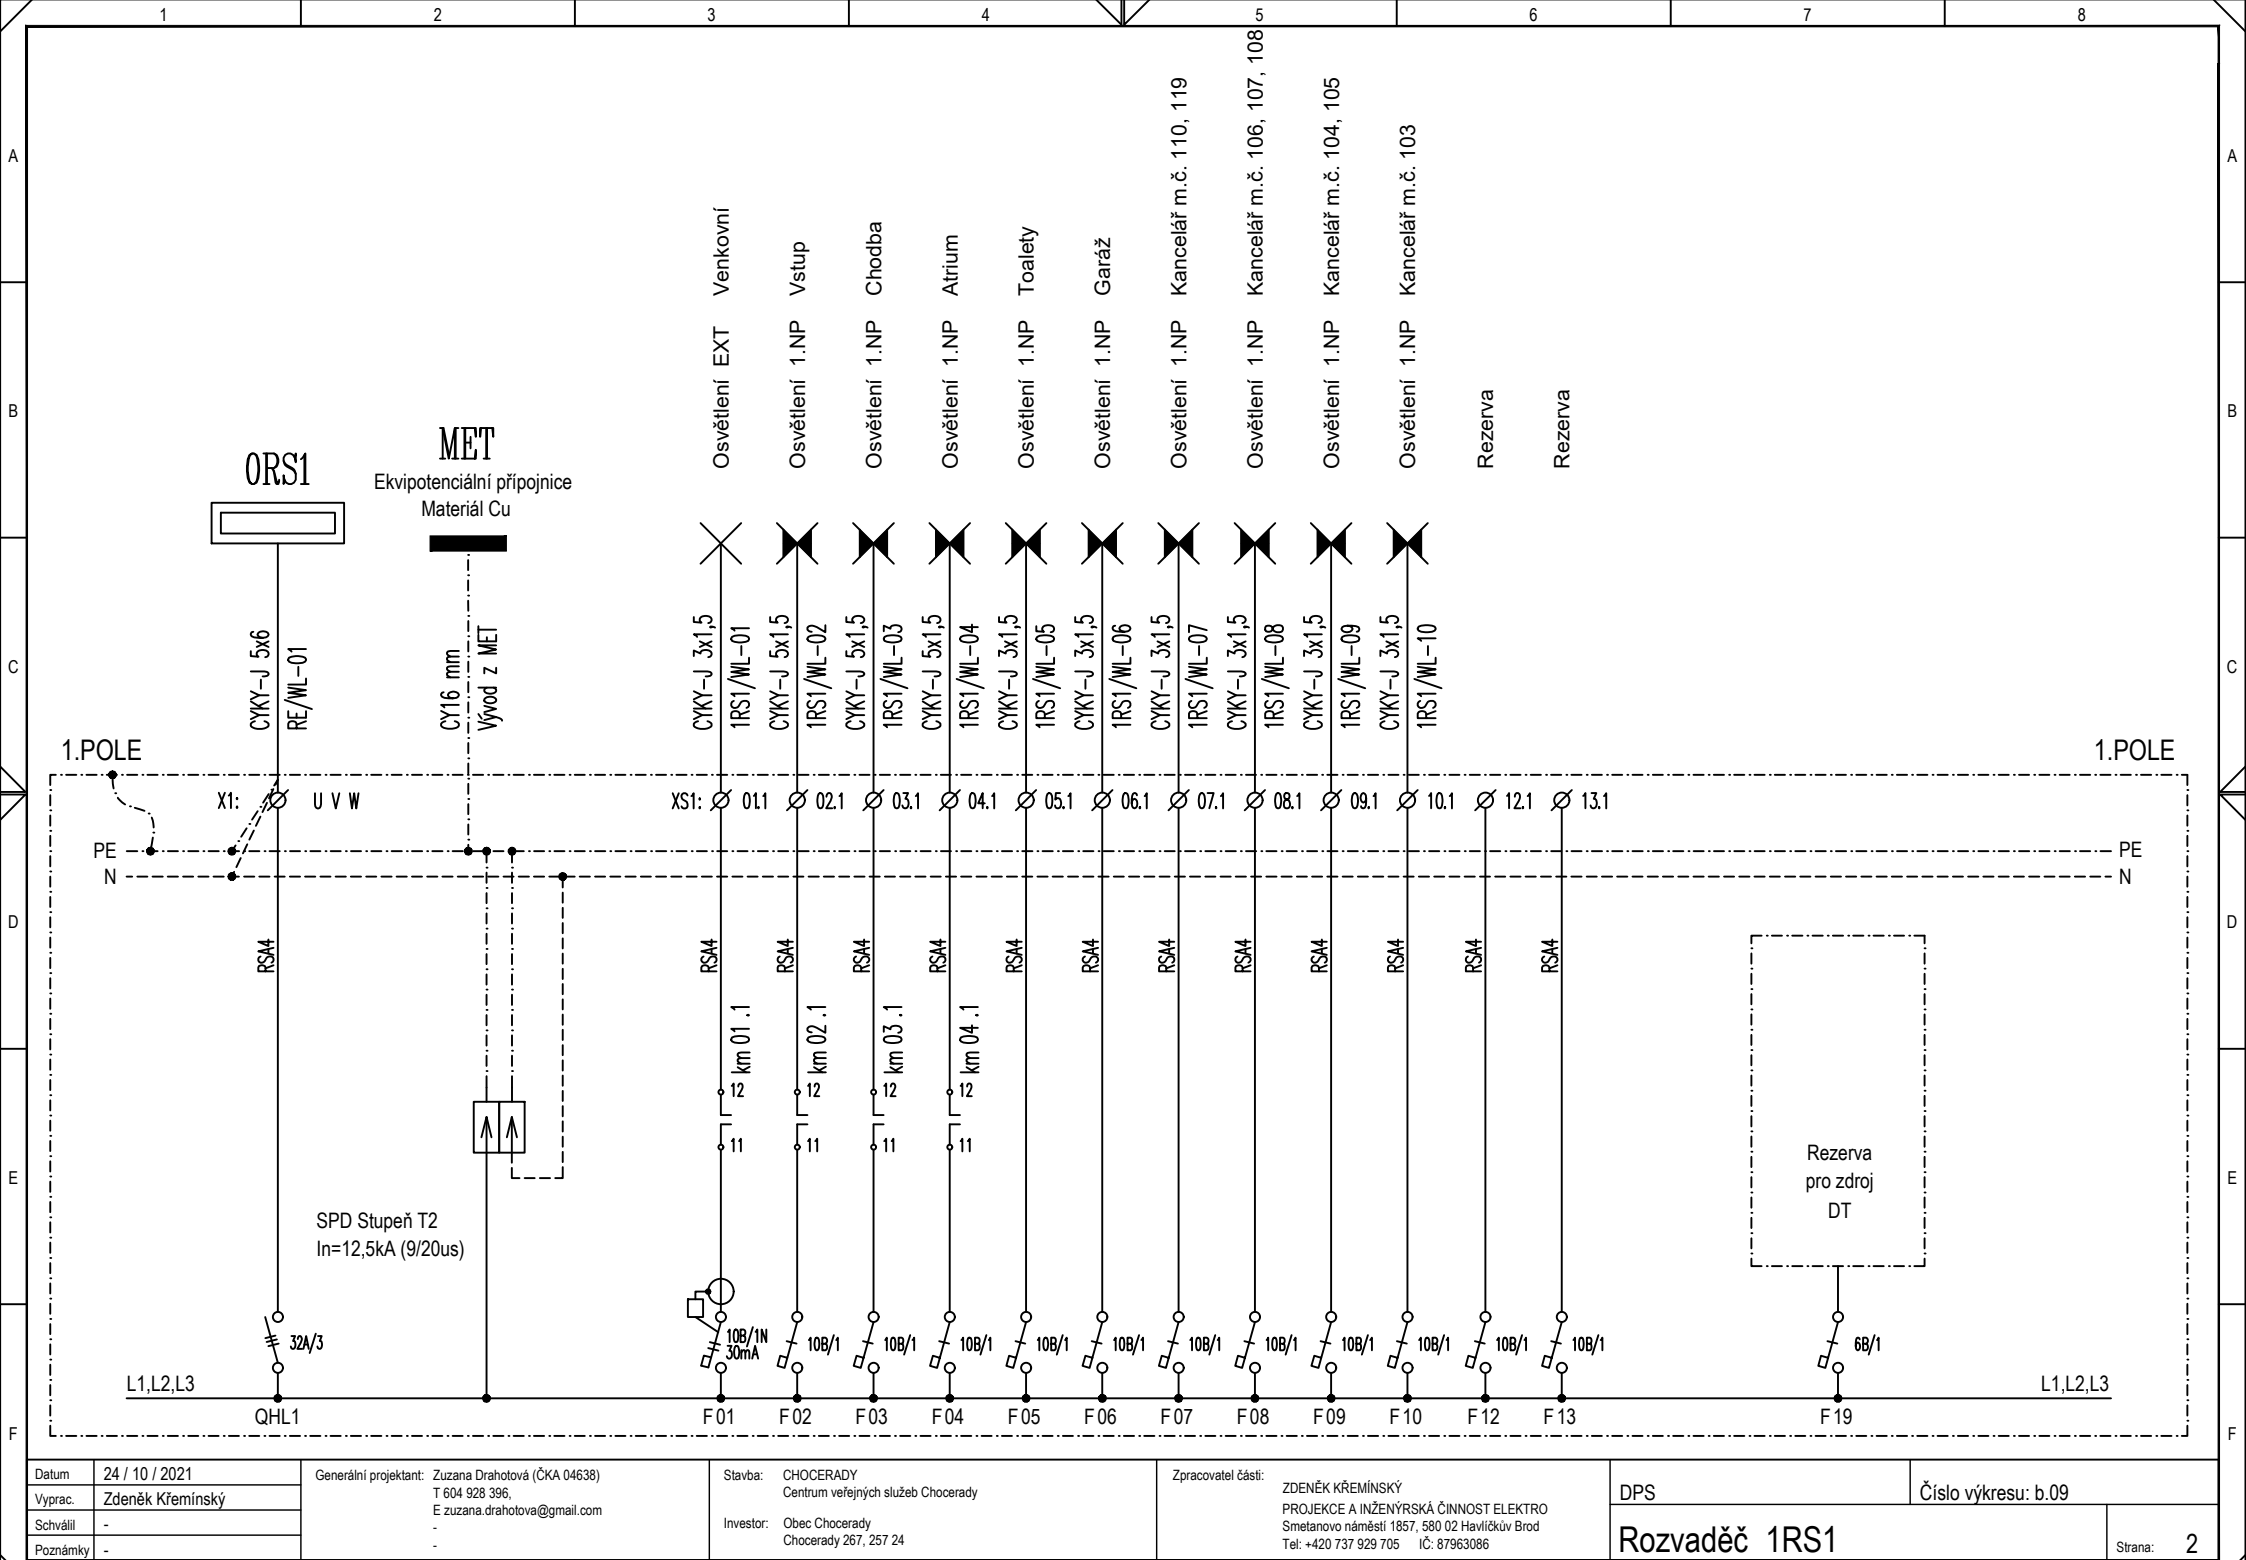 1 2 3 4 5 6 7 8
A A
B B
C C
D D
E E
F F
Osvětlení EXT Venkovní
Osvětlení 1.NP Vstup
Osvětlení 1.NP Chodba
Osvětlení 1.NP Atrium
Osvětlení 1.NP Toalety
Osvětlení 1.NP Garáž
Osvětlení 1.NP Kancelář m.č. 110, 119
Osvětlení 1.NP Kancelář m.č. 106, 107, 108
Osvětlení 1.NP Kancelář m.č. 104, 105
Osvětlení 1.NP Kancelář m.č. 103
Rezerva
Rezerva
0RS1
MET
Ekvipotenciální přípojnice
Materiál Cu
CYKY-J 5x6
RE/WL-01
CY16 mm
Vývod z MET
CYKY-J 3x1,5
1RS1/WL-01
CYKY-J 5x1,5
1RS1/WL-02
CYKY-J 5x1,5
1RS1/WL-03
CYKY-J 5x1,5
1RS1/WL-04
CYKY-J 3x1,5
1RS1/WL-05
CYKY-J 3x1,5
1RS1/WL-06
CYKY-J 3x1,5
1RS1/WL-07
CYKY-J 3x1,5
1RS1/WL-08
CYKY-J 3x1,5
1RS1/WL-09
CYKY-J 3x1,5
1RS1/WL-10
1.POLE 1.POLE
X1: U V W XS1: 01.1 02.1 03.1 04.1 05.1 06.1 07.1 08.1 09.1 10.1 12.1 13.1
PE PE
N N
RSA4 RSA4 RSA4 RSA4 RSA4 RSA4 RSA4 RSA4 RSA4 RSA4 RSA4 RSA4 RSA4
km 01 .1 km 02 .1 km 03 .1 km 04 .1
12 12 12 12
11 11 11 11
Rezerva
pro zdroj
DT
SPD Stupeň T2
In=12,5kA (9/20us)
32A/3 10B/1N
30mA
10B/1 10B/1 10B/1 10B/1 10B/1 10B/1 10B/1 10B/1 10B/1 10B/1 10B/1 6B/1
L1,L2,L3 L1,L2,L3
QHL1 F01 F02 F03 F04 F05 F06 F07 F08 F09 F10 F12 F13 F19
Datum 24 / 10 / 2021
Vyprac. Zdeněk Křemínský
Schválil -
Poznámky -
Generální projektant: Zuzana Drahotová (ČKA 04638)
T 604 928 396,
E zuzana.drahotova@gmail.com
-
-
Stavba: CHOCERADY
Centrum veřejných služeb Chocerady
Investor: Obec Chocerady
Chocerady 267, 257 24
Zpracovatel části:
ZDENĚK KŘEMÍNSKÝ
PROJEKCE A INŽENÝRSKÁ ČINNOST ELEKTRO
Smetanovo náměstí 1857, 580 02 Havlíčkův Brod
Tel: +420 737 929 705 IČ: 87963086
DPS
Číslo výkresu: b.09
Rozvaděč 1RS1
Strana: 2